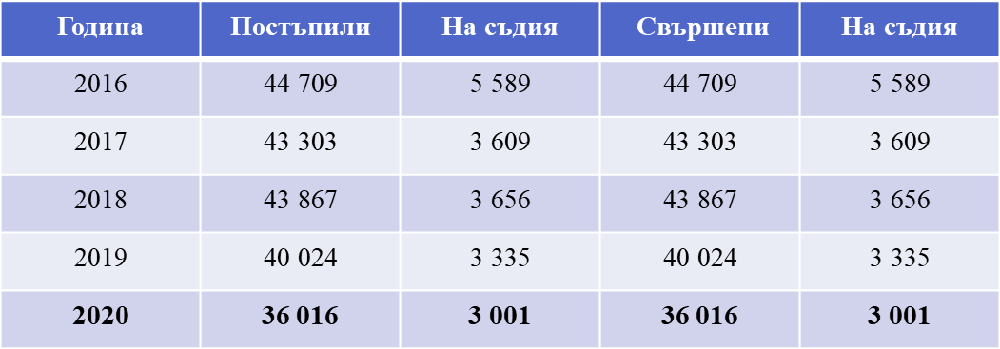 Година Постъпили На съдия Свършени На съдия
2016 44 709 5 589 44 709 5 589
2017 43 303 3 609 43 303 3 609
2018 43 867 3 656 43 867 3 656
2019 40 024 3 335 40 024 3 335
2020 36 016 3 001 36 016 3 001